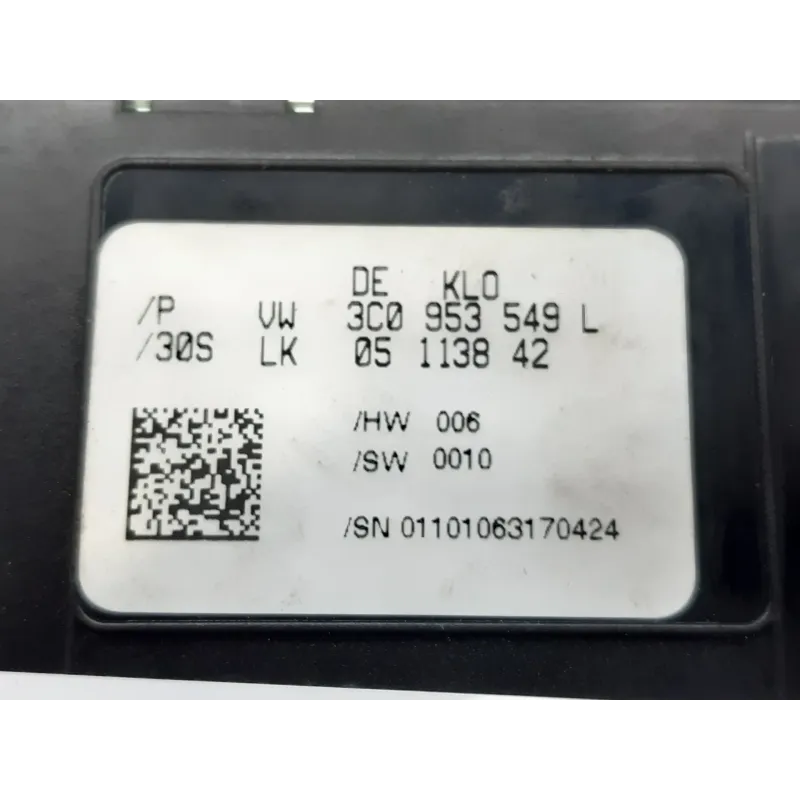 DE KLO
/P VW 3C0 953 549 L
/30S LK 05 1138 42
/HW 006
/SW 0010
/SN 01101063170424